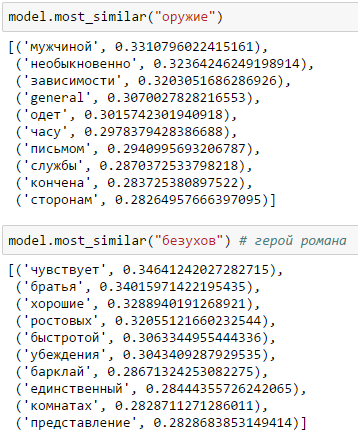 model.most_similar("оружие")
[('мужчиной', 0.3310796022415161),
('необыкновенно', 0.32364246249198914),
('зависимости', 0.3203051686286926),
('general', 0.3070027828216553),
('одет', 0.3015742301940918),
('часу', 0.2978379428386688),
('письмом', 0.2940995693206787),
('службы', 0.2870372533798218),
('кончена', 0.283725380897522),
('сторонам', 0.28264957666397095)]
model.most_similar("безухов") # герой романа
[('чувствует', 0.34641242027282715),
('братья', 0.34015971422195435),
('хорошие', 0.3288940191268921),
('ростовых', 0.32055121660232544),
('быстротой', 0.3063344955444336),
('убеждения', 0.3043409287929535),
('барклай', 0.28671324253082275),
('единственный', 0.28444355726242065),
('комнатах', 0.2828711271286011),
('представление', 0.2828683853149414)]